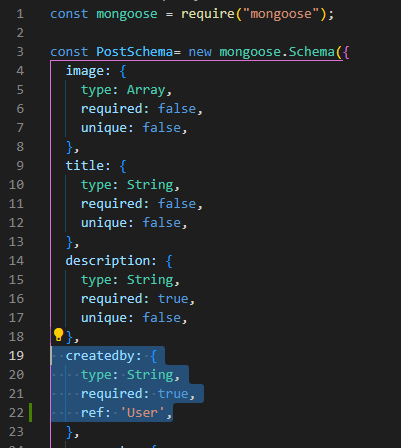 1 const mongoose = require("mongoose");
2
3 const PostSchema= new mongoose.Schema({
4 image: {
5 type: Array,
6 required: false,
7 unique: false,
8 },
9 title: {
10 type: String,
11 required: false,
12 unique: false,
13 },
14 description: {
15 type: String,
16 required: true,
17 unique: false,
18 },
19 createdby: {
20 type: String,
21 required: true,
22 ref: 'User',
23 },